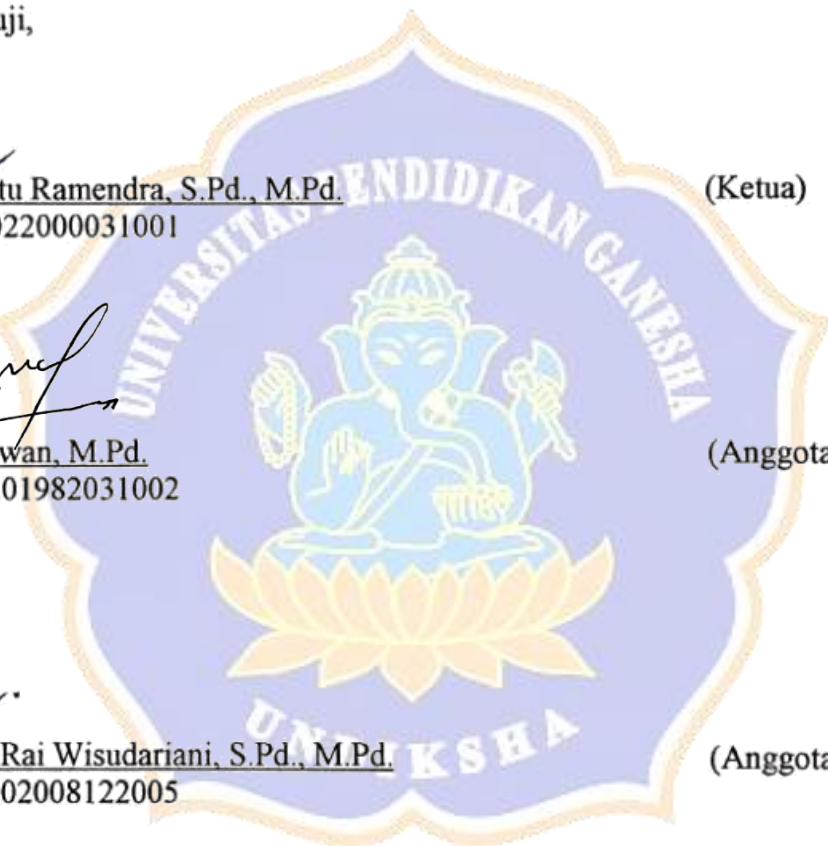 uji,
tu Ramendra, S.Pd., M.Pd.
(Ketua)
022000031001
wan, M.Pd.
(Anggota
01982031002
Rai Wisudariani, S.Pd., M.Pd.
(Anggota
02008122005
UNIVERSITAS PENDIDIKAN GANESHA
UNDIKSHA